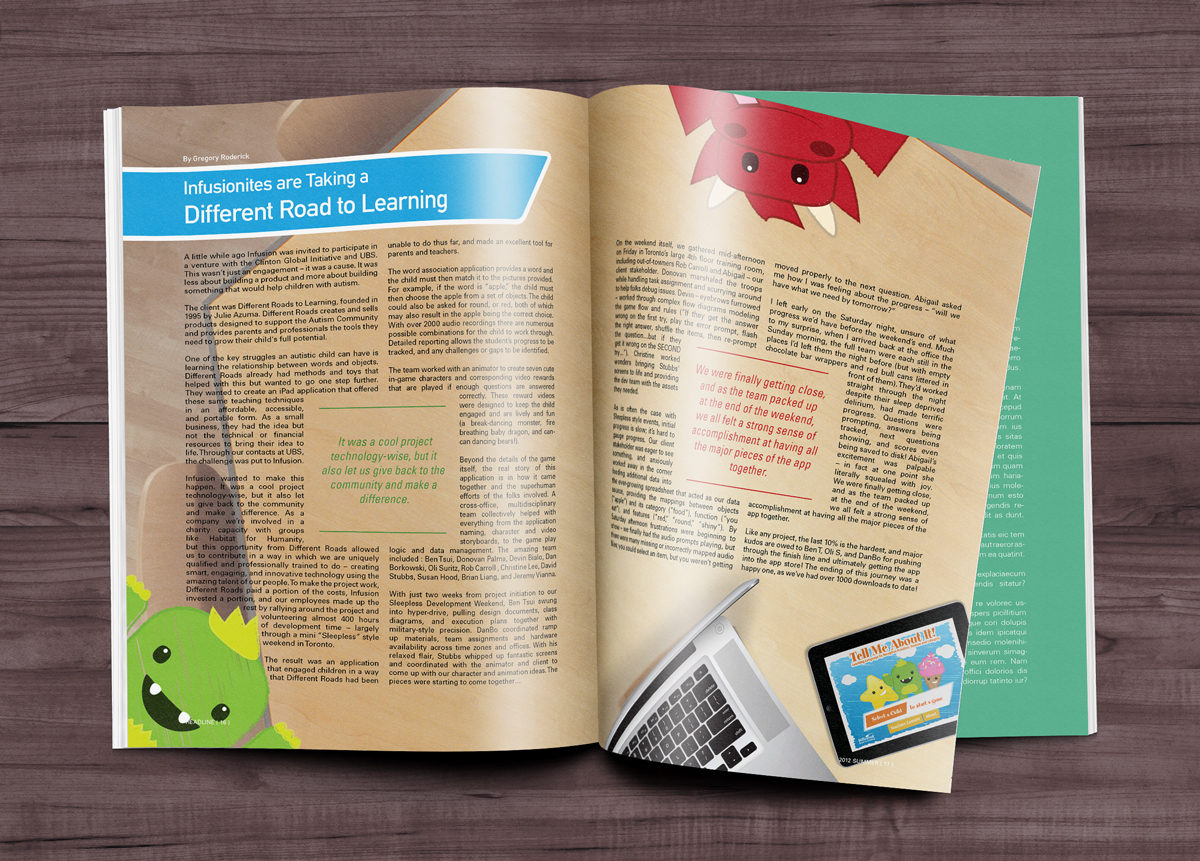 By Gregory Roderick
Infusionites are Taking a
Different Road to Learning
A little while ago Infusion was invited to participate in
a venture with the Clinton Global Initiative and UBS.
This wasn't just an engagement – it was a cause. It was
less about building a product and more about building
something that would help children with autism.
The client was Different Roads to Learning, founded in
1995 by Julie Azuma. Different Roads creates and sells
products designed to support the Autism Community
and provides parents and professionals the tools they
need to grow their child's full potential.
One of the key struggles an autistic child can have is
learning the relationship between words and objects.
Different Roads already had methods and toys that
helped with this but wanted to go one step further.
They wanted to create an iPad application that offered
these same teaching techniques
in an affordable, accessible,
and portable form. As a small
business, they had the idea but
not the technical or financial
resources to bring their idea to
life. Through our contacts at UBS,
the challenge was put to Infusion.
Infusion wanted to make this
happen. It was a cool project
technology-wise, but it also let
us give back to the community
and make a difference. As a
company we're involved in a
charity capacity with groups
like Habitat for Humanity,
but this opportunity from Different Roads allowed
us to contribute in a way in which we are uniquely
qualified and professionally trained to do – creating
smart, engaging, and innovative technology using the
amazing talent of our people. To make the project work,
Different Roads paid a portion of the costs, Infusion
invested a portion, and our employees made up the
rest by rallying around the project and
volunteering almost 400 hours
of development time – largely
through a mini "Sleepless" style
weekend in Toronto.
The result was an application
that engaged children in a way
that Different Roads had been
It was a cool project
technology-wise, but it
also let us give back to the
community and make a
difference.
unable to do thus far, and made an excellent tool for
parents and teachers.
The word association application provides a word and
the child must then match it to the pictures provided.
For example, if the word is "apple," the child must
then choose the apple from a set of objects. The child
could also be asked for round, or red, both of which
may also result in the apple being the correct choice.
With over 2000 audio recordings there are numerous
possible combinations for the child to work through.
Detailed reporting allows the student's progress to be
tracked, and any challenges or gaps to be identified.
The team worked with an animator to create seven cute
in-game characters and corresponding video rewards
that are played if enough questions are answered
correctly. These reward videos
were designed to keep the child
engaged and are lively and fun
(a break-dancing monster, fire
breathing baby dragon, and can-
can dancing bears!).
Beyond the details of the game
itself, the real story of this
application is in how it came
together and the superhuman
efforts of the folks involved. A
cross-office, multidisciplinary
team collectively helped with
everything from the application
naming, character and video
storyboards, to the game play
logic and data management. The amazing team
included : Ben Tsui, Donovan Palma, Devin Bialo, Dan
Borkowski, Oli Suritz, Rob Carroll, Christine Lee, David
Stubbs, Susan Hood, Brian Liang, and Jeremy Vianna.
With just two weeks from project initiation to our
Sleepless Development Weekend, Ben Tsui swung
into hyper-drive, pulling design documents, class
diagrams, and execution plans together with
military-style precision. DanBo coordinated ramp
up materials, team assignments and hardware
availability across time zones and offices. With his
relaxed flair, Stubbs whipped up fantastic screens
and coordinated with the animator and client to
come up with our character and animation ideas. The
pieces were starting to come together...
HEADLINE | 16 |
On the weekend itself, we gathered mid-afternoon
on Friday in Toronto's large 4th floor training room,
including out-of-towners Rob Carroll and Abigail – our
client stakeholder. Donovan marshaled the troops
while handling task assignment and scurrying around
to help folks debug issues. Devin – eyebrows furrowed
– worked through complex flow diagrams modeling
the game flow and rules ("If they get the answer
wrong on the first try, play the error prompt, flash
the right answer, shuffle the items, then re-prompt
the question...but if they
get it wrong on the SECOND
try..."). Christine worked
wonders bringing Stubbs'
screens to life and providing
the dev team with the assets
they needed.
As is often the case with
Sleepless style events, initial
progress is slow; it's hard to
gauge progress. Our client
stakeholder was eager to see
something, and anxiously
worked away in the corner
feeding additional data into
the ever-growing spreadsheet that acted as our data
source, providing the mappings between objects
("apple") and its category ("food"), function ("you
eat"), and features ("red," "round," "shiny"). By
Saturday afternoon frustrations were beginning to
show – we finally had the audio prompts playing, but
there were many missing or incorrectly mapped audio
files, you could select an item, but you weren't getting
We were finally getting close,
and as the team packed up
at the end of the weekend,
we all felt a strong sense of
accomplishment at having all
the major pieces of the app
together.
moved properly to the next question. Abigail asked
me how I was feeling about the progress – "will we
have what we need by tomorrow?"
I left early on the Saturday night, unsure of what
progress we'd have before the weekend's end. Much
to my surprise, when I arrived back at the office the
Sunday morning, the full team were each still in the
places I'd left them the night before (but with empty
chocolate bar wrappers and red bull cans littered in
front of them). They'd worked
straight through the night
despite their sleep deprived
delirium, had made terrific
progress. Questions were
prompting, answers being
tracked, next questions
showing, and scores even
being saved to disk! Abigail's
excitement was palpable
– in fact at one point she
literally squealed with joy.
We were finally getting close,
and as the team packed up
at the end of the weekend,
we all felt a strong sense of
accomplishment at having all the major pieces of the
app together.
Like any project, the last 10% is the hardest, and major
kudos are owed to Ben T, Oli S, and DanBo for pushing
through the finish line and ultimately getting the app
into the app store! The ending of this journey was a
happy one, as we've had over 1000 downloads to date!
Tell Me About It!
Select a Child to start a game
2012 SUMMER | 17 |
explaciaecum
sitatur?
re volorec us-
spers picillitium
que cori dolupis
idem ipicatqui
nsedio molenihi-
sinverum simag-
eum rem. Nam
offici dolonis dis
diorrup tatinto iur?